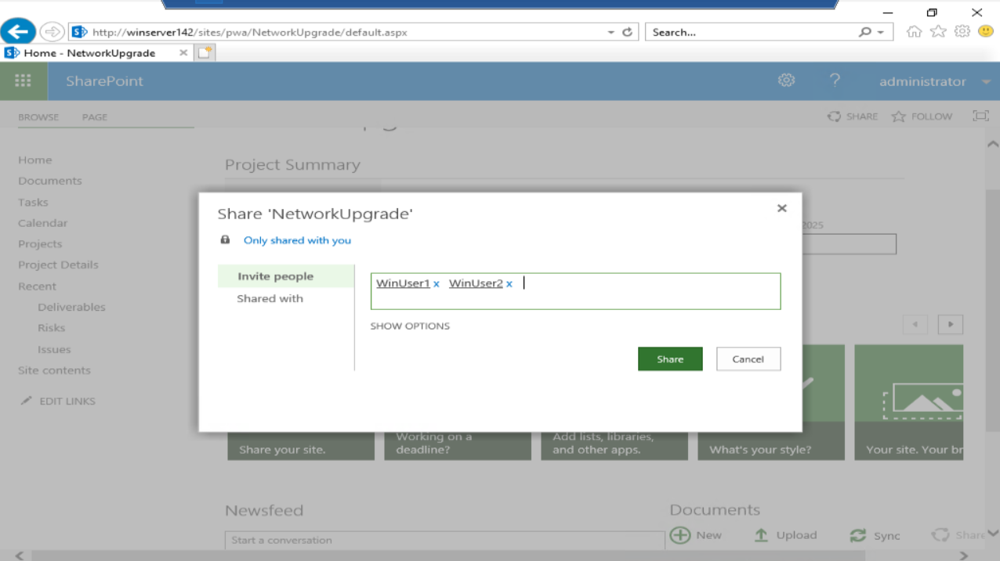 http://winserver142/sites/pwa/NetworkUpgrade/default.aspx
Search...
Home - NetworkUpgrade
SharePoint
?
administrator
BROWSE PAGE
SHARE FOLLOW
Home
Documents
Tasks
Calendar
Projects
Project Details
Recent
Deliverables
Risks
Issues
Site contents
EDIT LINKS
Project Summary
2025
Share 'NetworkUpgrade'
Only shared with you
Invite people
Shared with
WinUser1 x WinUser2 x
SHOW OPTIONS
Share Cancel
Share your site.
Working on a
deadline?
Add lists, libraries,
and other apps.
What's your style?
Your site. Your br
Newsfeed
Start a conversation
Documents
New Upload Sync Share